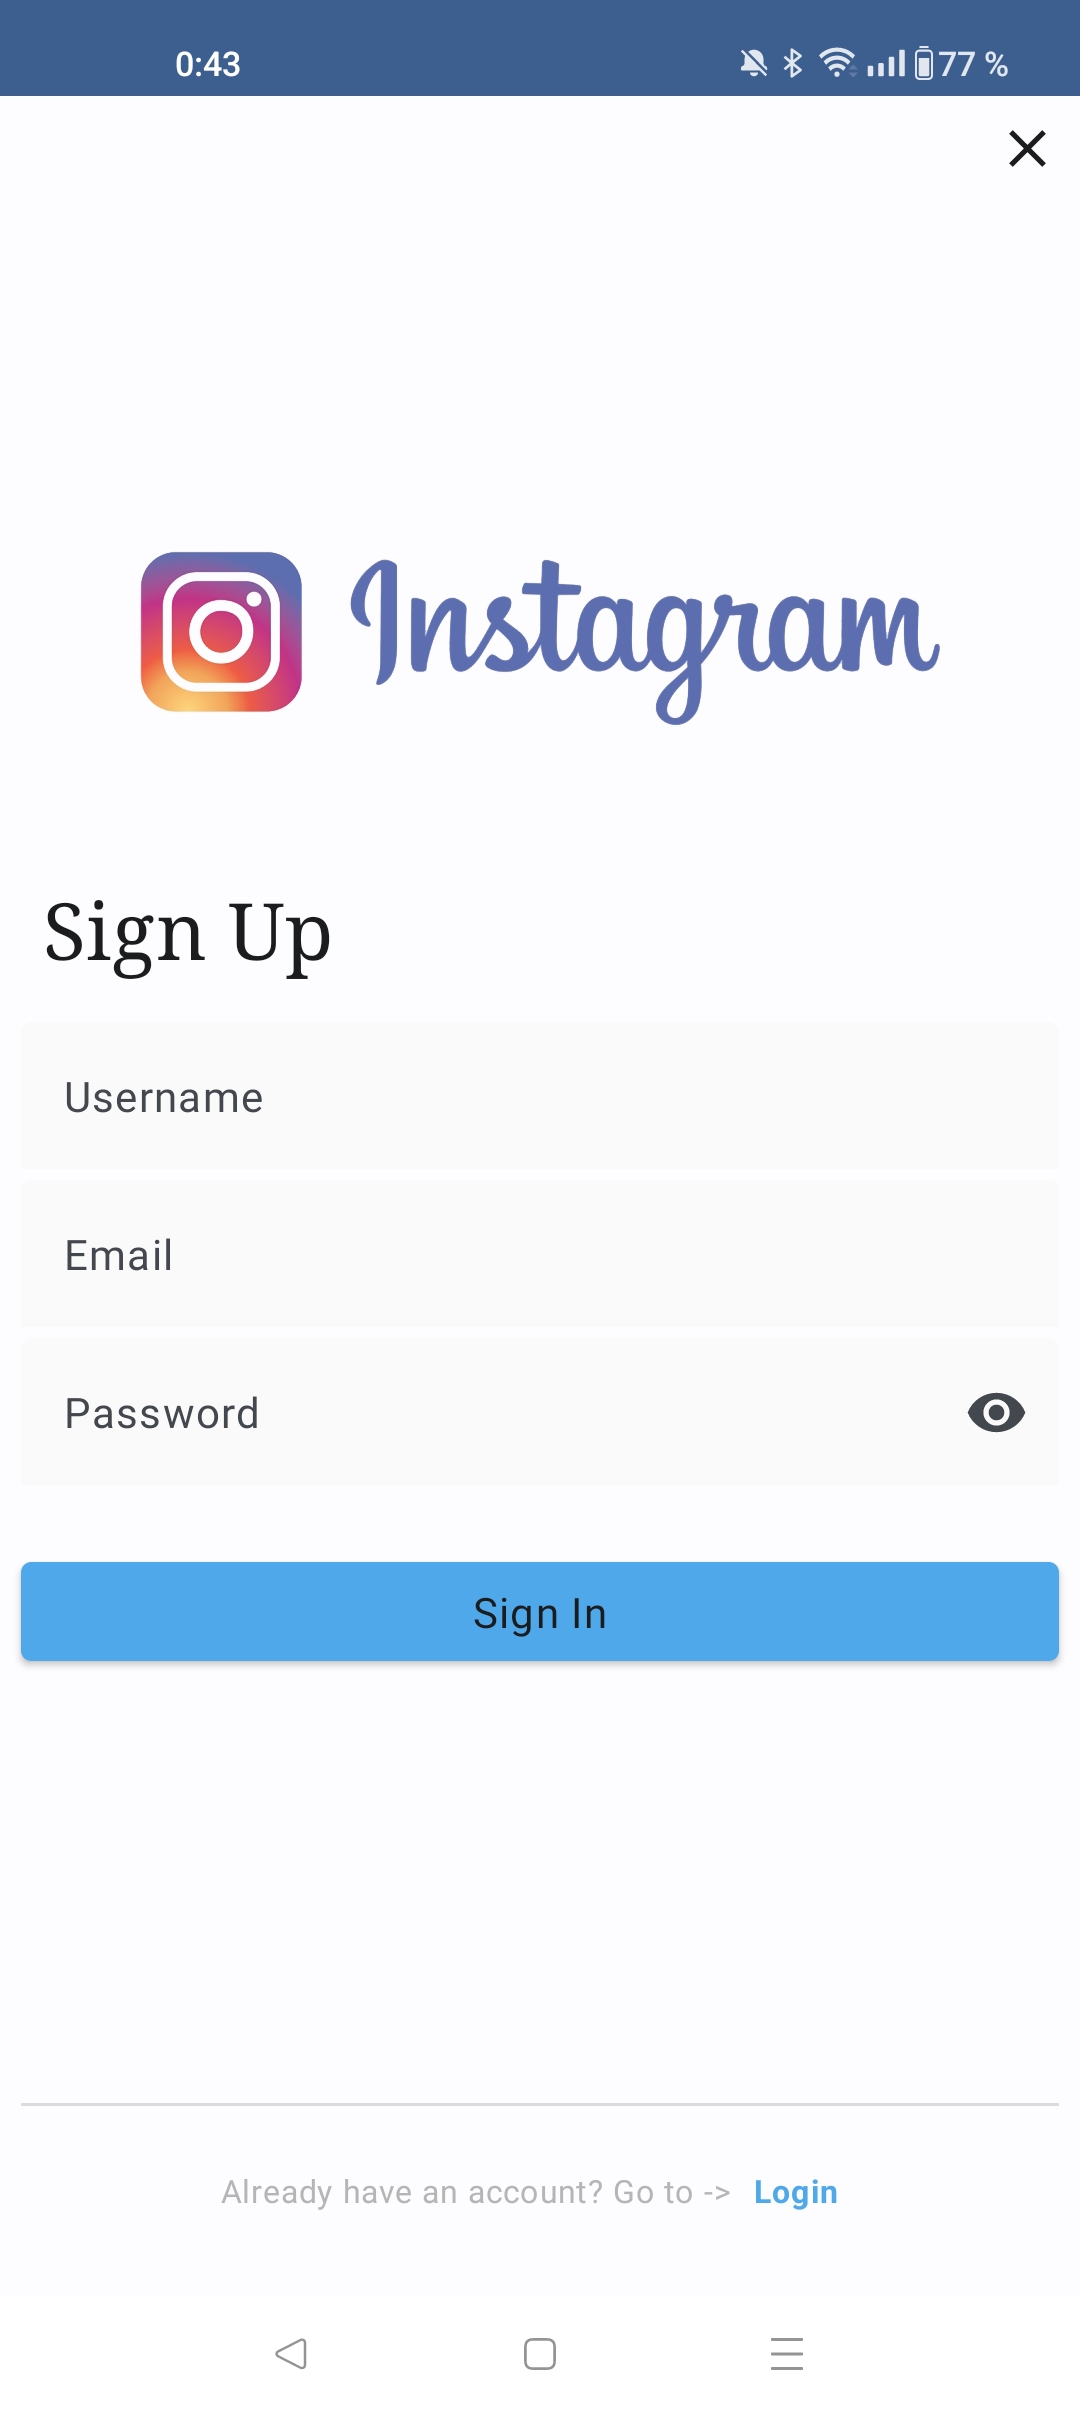 0:43
77 %
Instagram
Sign Up
Username
Email
Password
Sign In
Already have an account? Go to -> Login